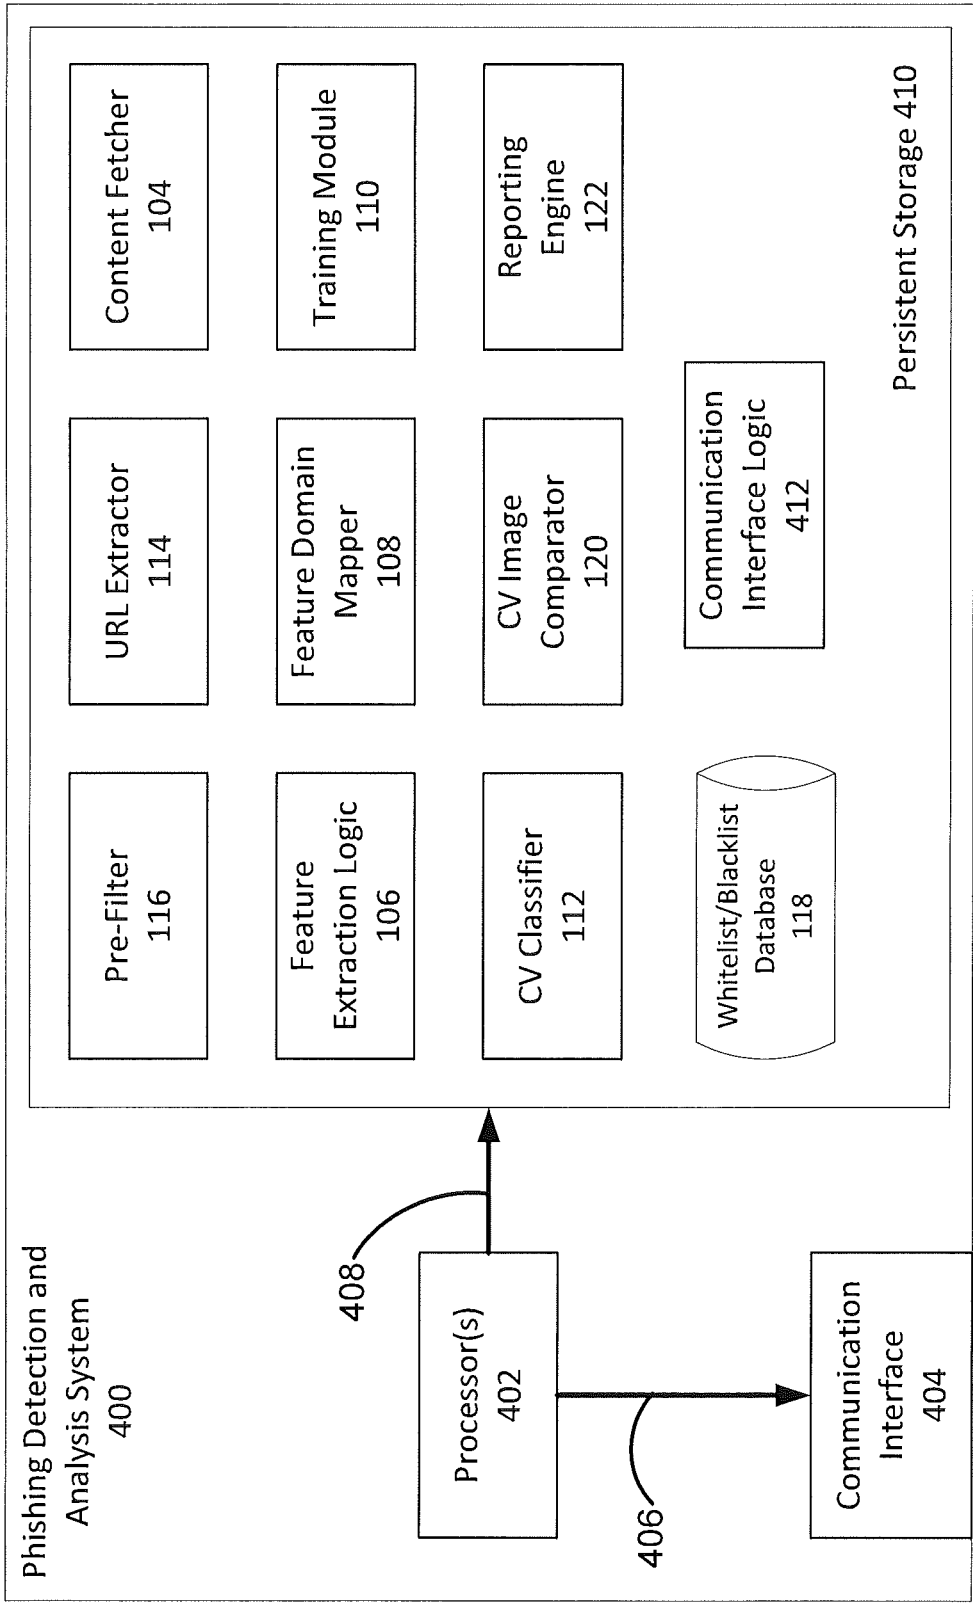 Phishing Detection and
Analysis System
400
Processor(s)
402
406
408
Communication
Interface
404
Pre-Filter
116
URL Extractor
114
Content Fetcher
104
Feature
Extraction Logic
106
Feature Domain
Mapper
108
Training Module
110
CV Classifier
112
CV Image
Comparator
120
Reporting
Engine
122
Whitelist/Blacklist
Database
118
Communication
Interface Logic
412
Persistent Storage 410